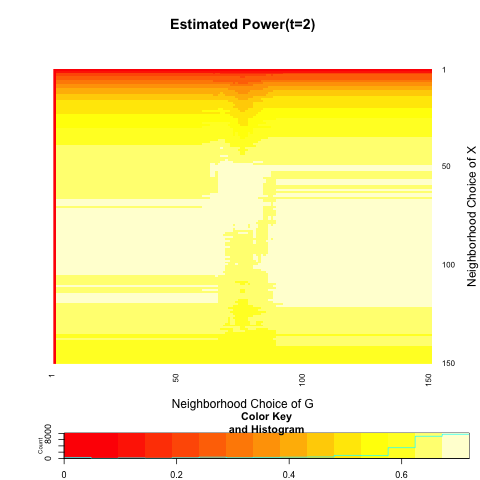 Estimated Power(t=2)
1
50
100
150
Neighborhood Choice of X
1
50
100
150
Neighborhood Choice of G
Color Key
and Histogram
Count
0
8000
0
0.2
0.4
0.6